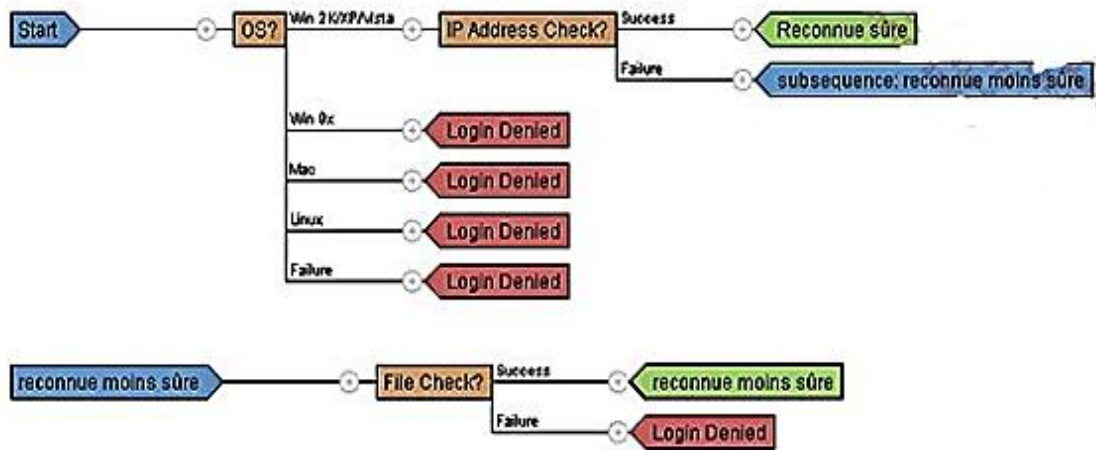 Start
OS?
Win 2K/XP/Vista
IP Address Check?
Success
Reconnue sûre
Failure
subsequence: reconnue moins sûre
Win 9x
Login Denied
Mac
Login Denied
Linux
Login Denied
Failure
Login Denied
reconnue moins sûre
File Check?
Success
reconnue moins sûre
Failure
Login Denied